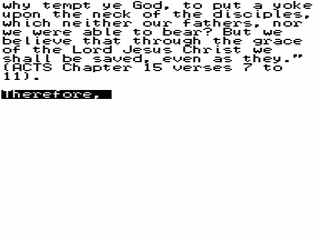 why tempt ye God, to put a yoke
upon the neck of the disciples,
which neither our fathers, nor
we were able to bear? But we
believe that through the grace
of the Lord Jesus Christ we
shall be saved, even as they."
(ACTS Chapter 15 verses 7 to
11).
Therefore,